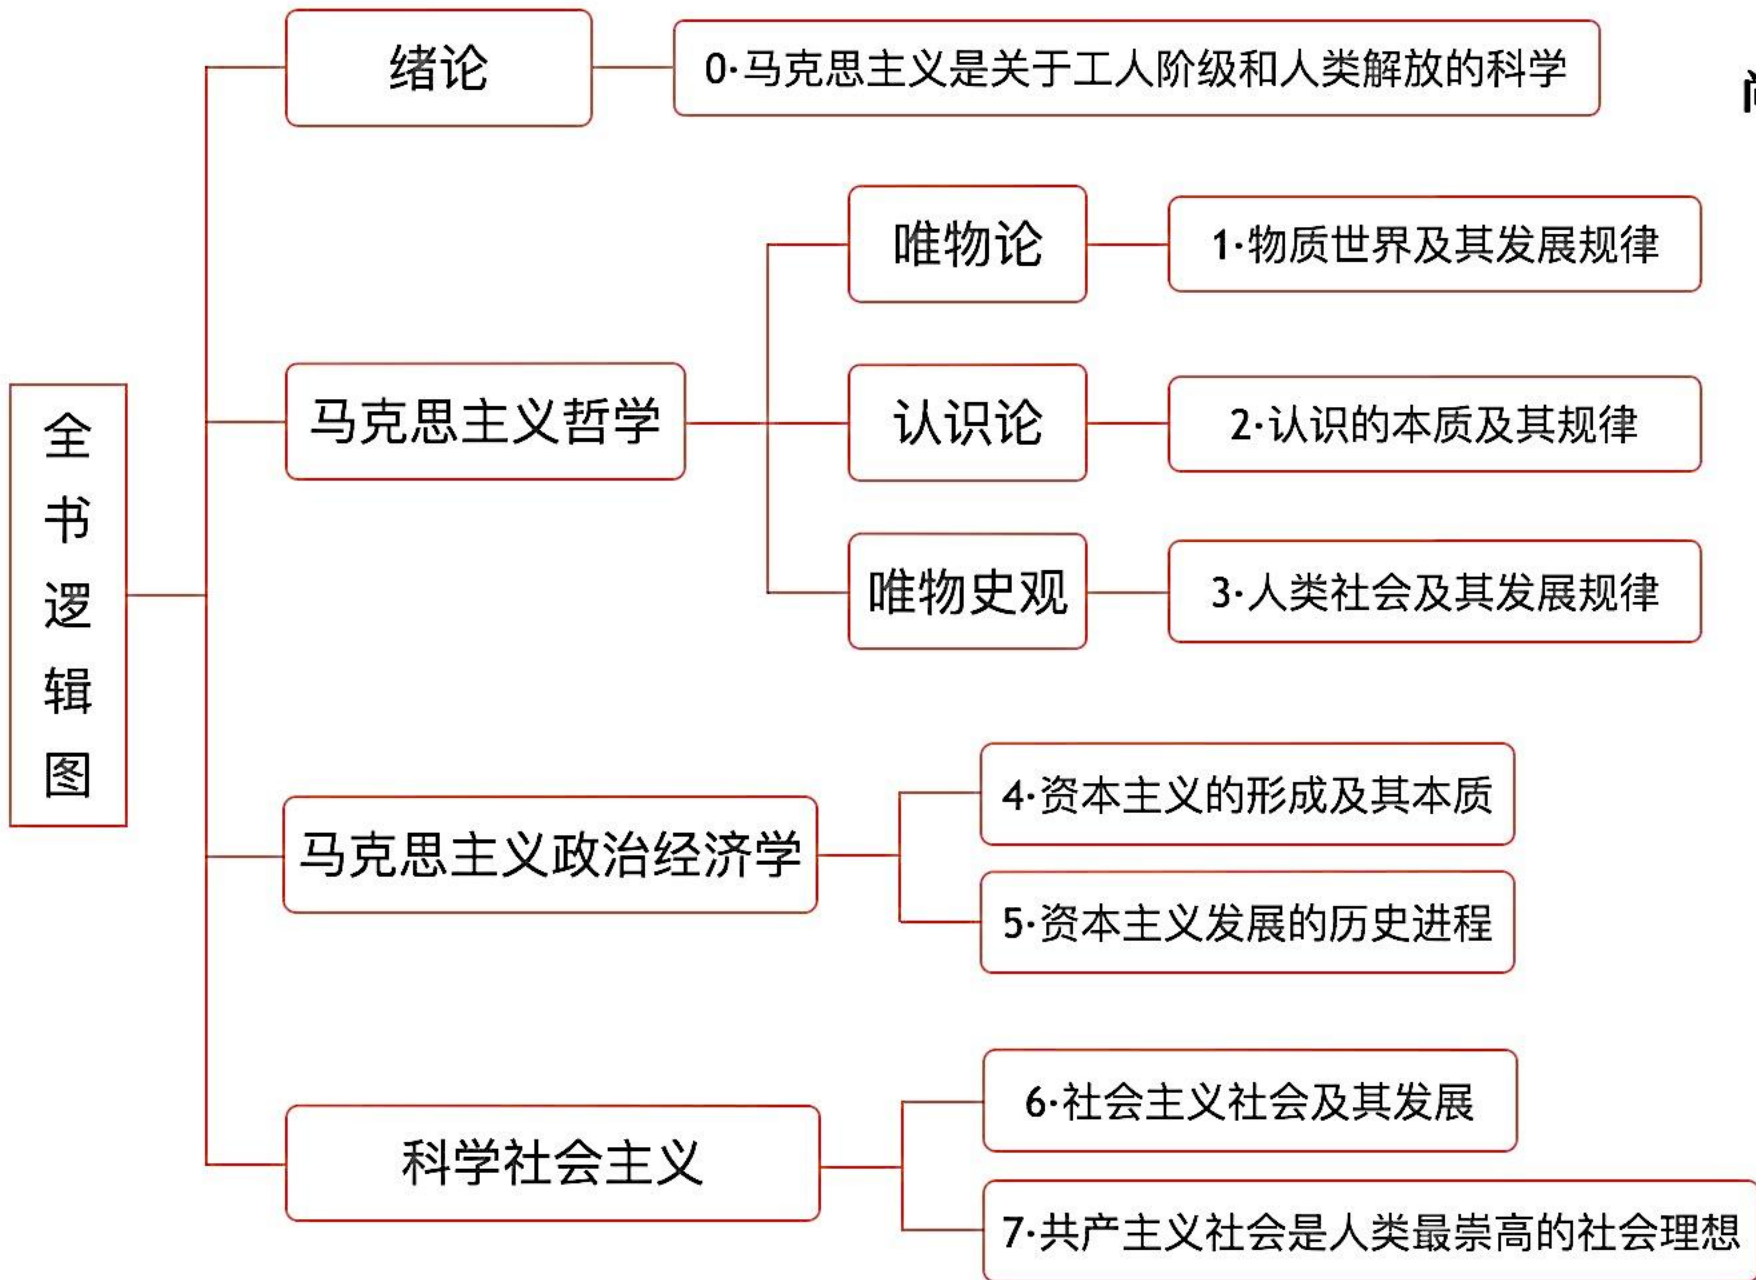 全书逻辑图
绪论
0·马克思主义是关于工人阶级和人类解放的科学
马克思主义哲学
唯物论
1·物质世界及其发展规律
认识论
2·认识的本质及其规律
唯物史观
3·人类社会及其发展规律
马克思主义政治经济学
4·资本主义的形成及其本质
5·资本主义发展的历史进程
科学社会主义
6·社会主义社会及其发展
7·共产主义社会是人类最崇高的社会理想